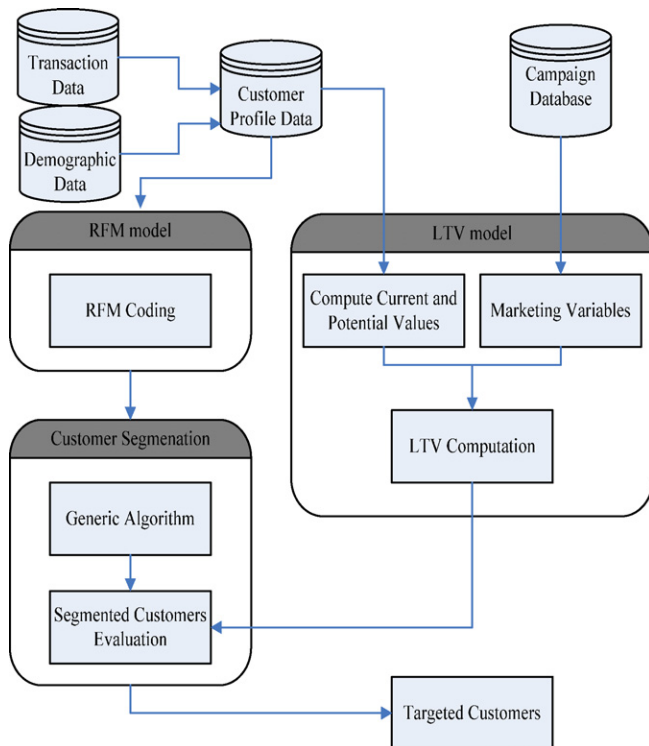 Transaction
Data
Customer
Profile Data
Campaign
Database
Demographic
Data
RFM model
LTV model
RFM Coding
Compute Current and
Potential Values
Marketing Variables
Customer Segmenation
LTV Computation
Generic Algorithm
Segmented Customers
Evaluation
Targeted Customers